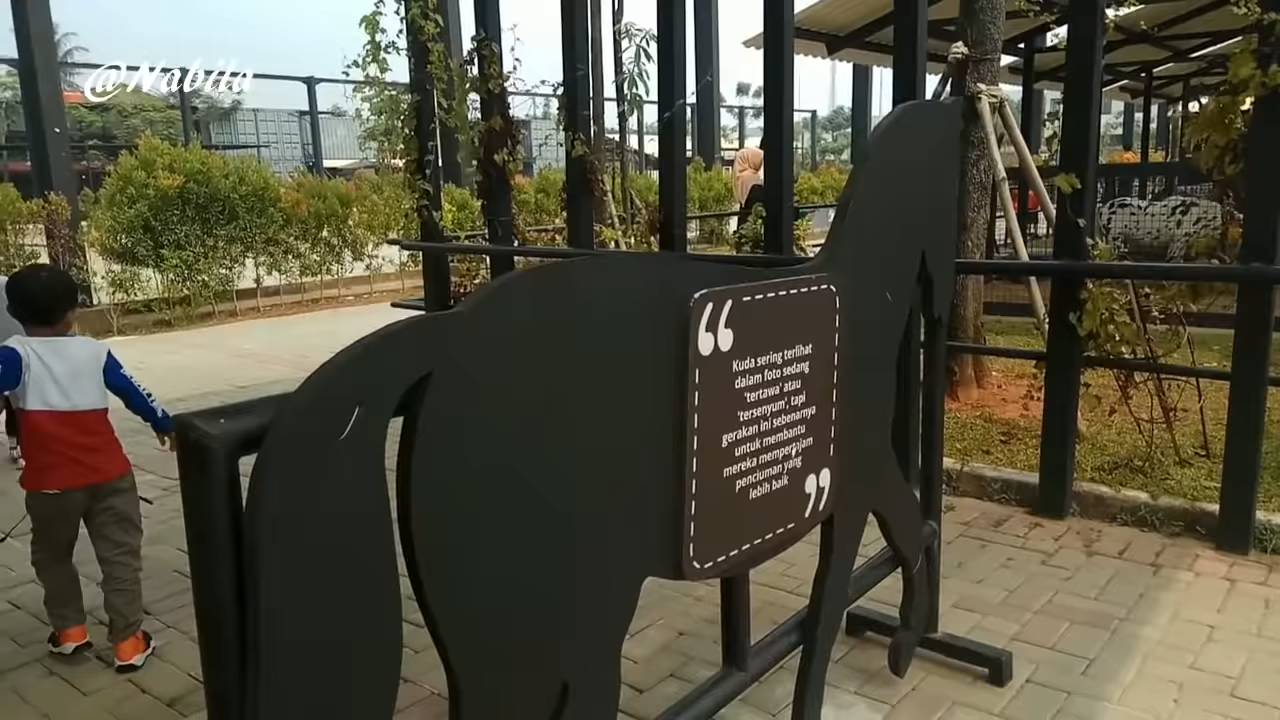 @Nabila
“
Kuda sering terlihat
dalam foto sedang
'tertawa' atau
'tersenyum', tapi
gerakan ini sebenarnya
untuk membantu
mereka mempertajam
penciuman yang
lebih baik
”